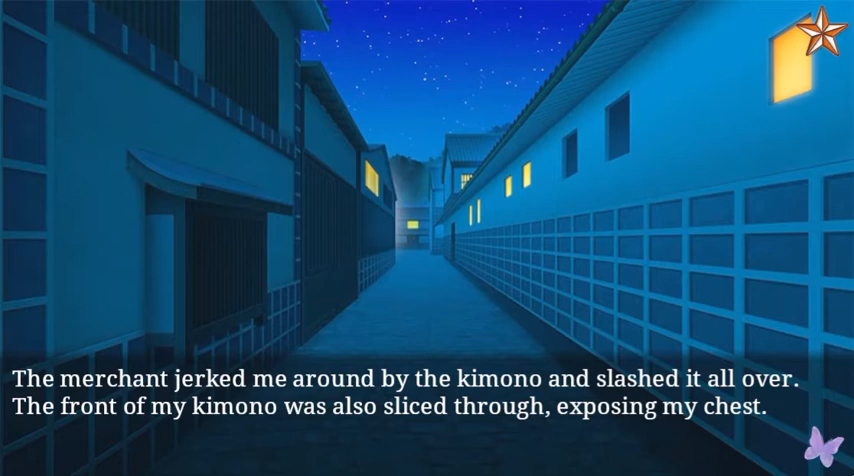 The merchant jerked me around by the kimono and slashed it all over.
The front of my kimono was also sliced through, exposing my chest.